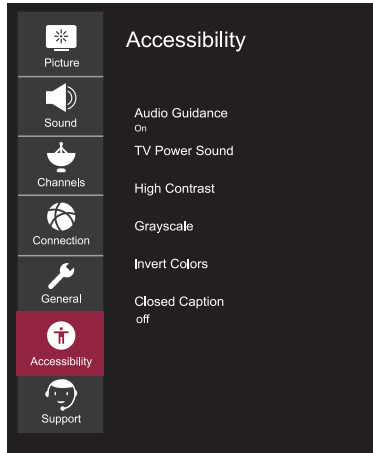 Picture
Sound
Channels
Connection
General
Accessibility
Support
Accessibility
Audio Guidance
On
TV Power Sound
High Contrast
Grayscale
Invert Colors
Closed Caption
off